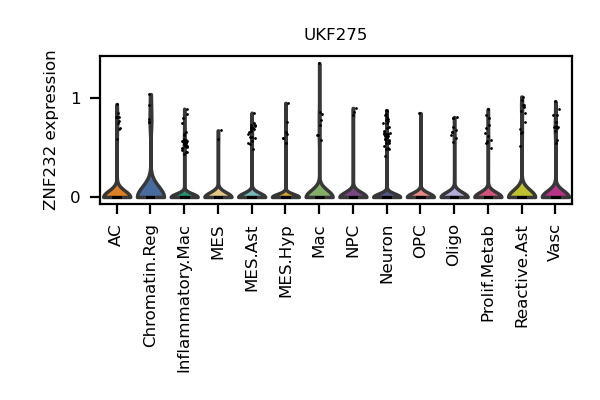 UKF275
ZNF232 expression
1
0
AC
Chromatin.Reg
Inflammatory.Mac
MES
MES.Ast
MES.Hyp
Mac
NPC
Neuron
OPC
Oligo
Prolif.Metab
Reactive.Ast
Vasc